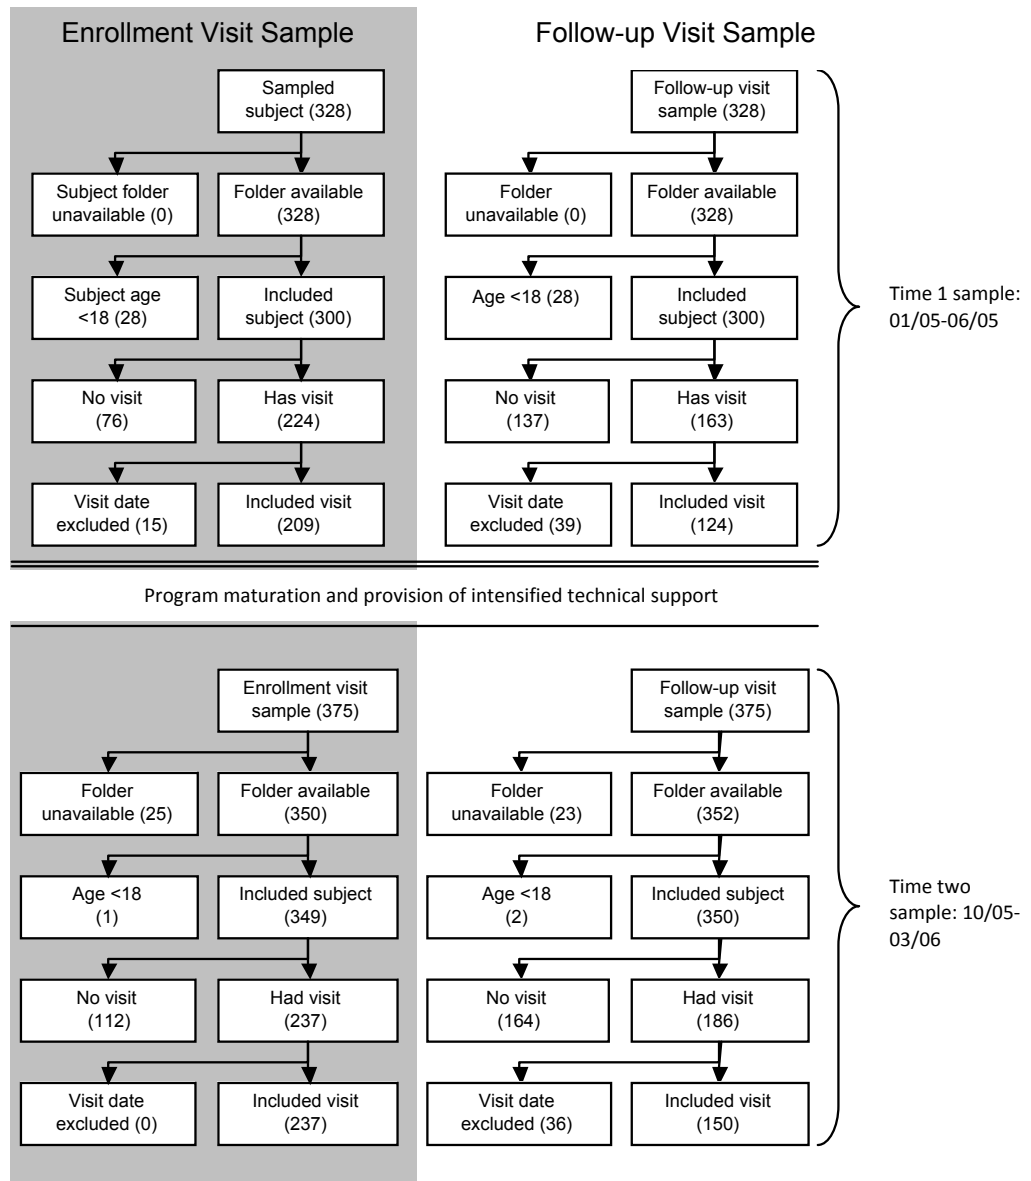 Enrollment Visit Sample
Follow-up Visit Sample
Sampled
subject (328)
Subject folder
unavailable (0)
Folder available
(328)
Subject age
<18 (28)
Included
subject (300)
No visit
(76)
Has visit
(224)
Visit date
excluded (15)
Included visit
(209)
Follow-up visit
sample (328)
Folder
unavailable (0)
Folder available
(328)
Age <18 (28)
Included
subject (300)
No visit
(137)
Has visit
(163)
Visit date
excluded (39)
Included visit
(124)
Time 1 sample:
01/05-06/05
Program maturation and provision of intensified technical support
Enrollment visit
sample (375)
Folder
unavailable (25)
Folder available
(350)
Age <18
(1)
Included subject
(349)
No visit
(112)
Had visit
(237)
Visit date
excluded (0)
Included visit
(237)
Follow-up visit
sample (375)
Folder
unavailable (23)
Folder available
(352)
Age <18
(2)
Included subject
(350)
No visit
(164)
Had visit
(186)
Visit date
excluded (36)
Included visit
(150)
Time two
sample: 10/05-
03/06